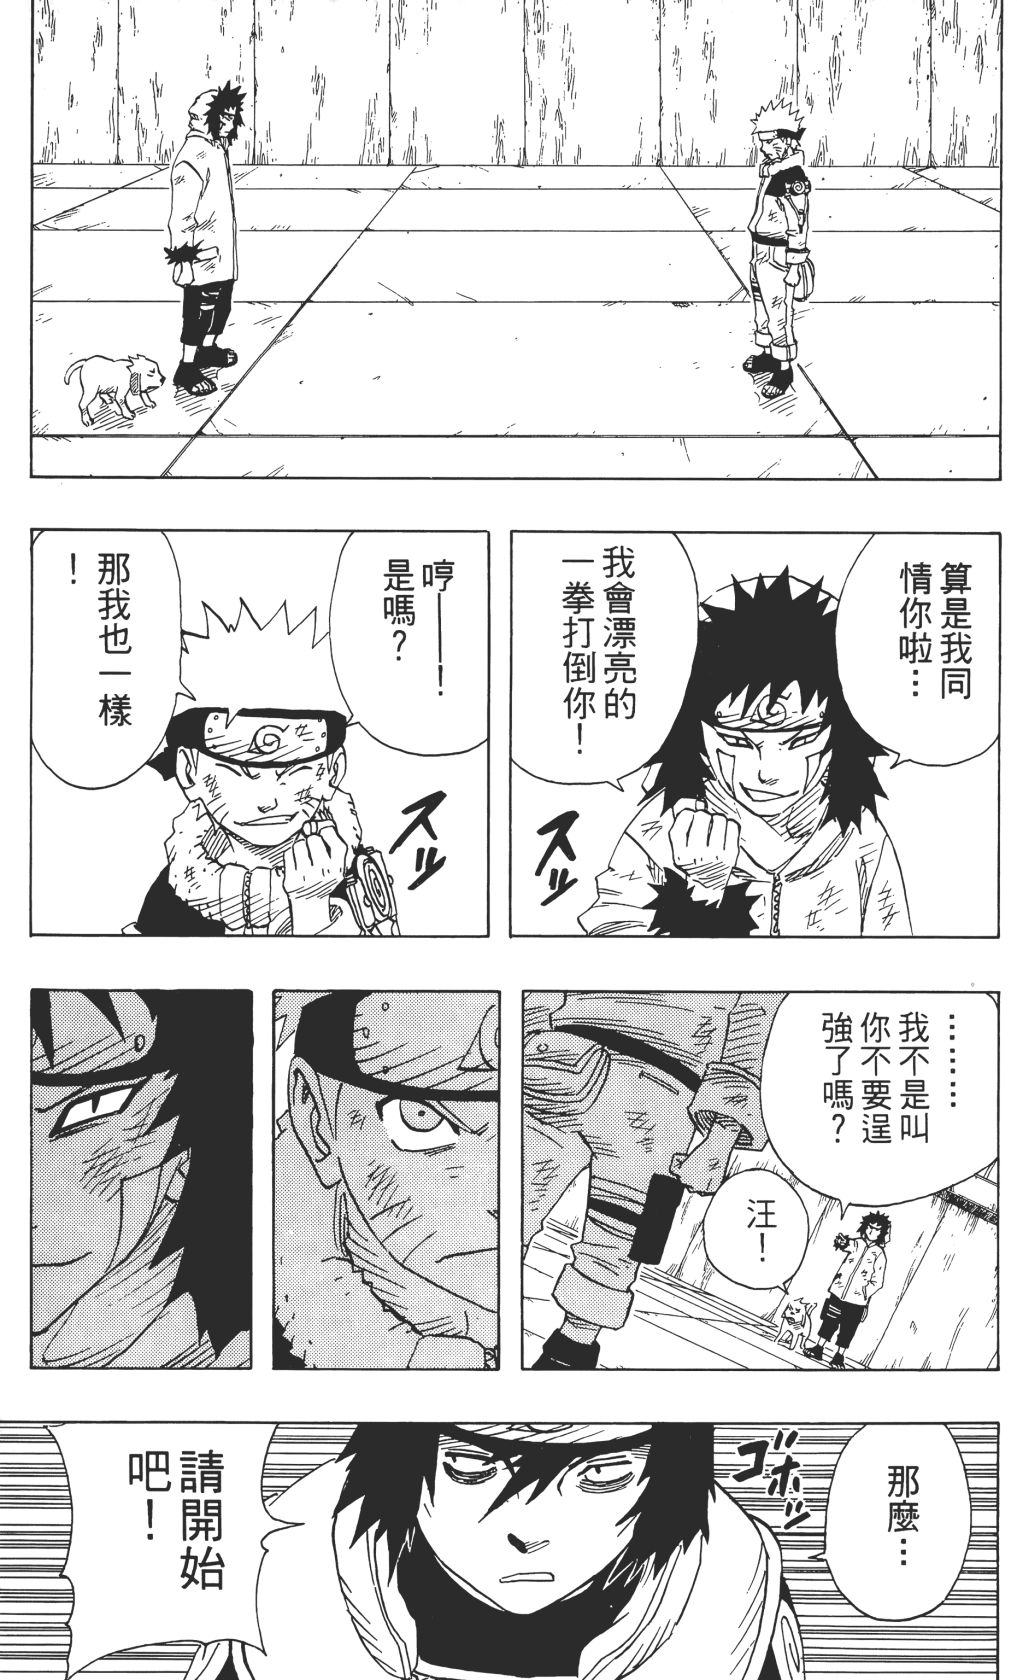 算是我同
情你啦…
我會漂亮的
一拳打倒你！
スッ
哼——！
是嗎？
那我也一樣
！
スッ
………
我不是叫
你不要逞
強了嗎？
汪！
那麼…
ゴホッ
請開始
吧！